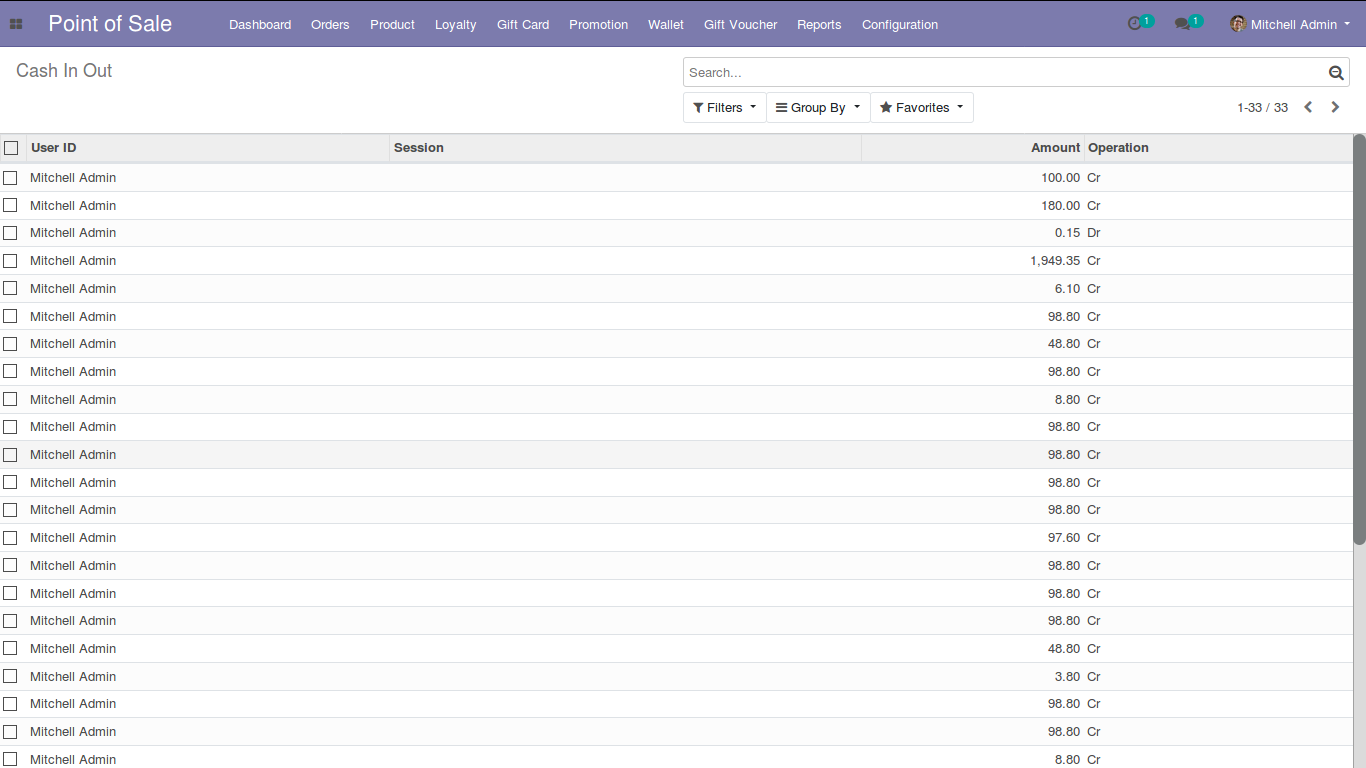 Point of Sale Dashboard Orders Product Loyalty Gift Card Promotion Wallet Gift Voucher Reports Configuration 1 1 Mitchell Admin
Cash In Out Search...
Filters Group By Favorites 1-33 / 33
User ID Session Amount Operation
Mitchell Admin 100.00 Cr
Mitchell Admin 180.00 Cr
Mitchell Admin 0.15 Dr
Mitchell Admin 1,949.35 Cr
Mitchell Admin 6.10 Cr
Mitchell Admin 98.80 Cr
Mitchell Admin 48.80 Cr
Mitchell Admin 98.80 Cr
Mitchell Admin 8.80 Cr
Mitchell Admin 98.80 Cr
Mitchell Admin 98.80 Cr
Mitchell Admin 98.80 Cr
Mitchell Admin 98.80 Cr
Mitchell Admin 97.60 Cr
Mitchell Admin 98.80 Cr
Mitchell Admin 98.80 Cr
Mitchell Admin 98.80 Cr
Mitchell Admin 48.80 Cr
Mitchell Admin 3.80 Cr
Mitchell Admin 98.80 Cr
Mitchell Admin 98.80 Cr
Mitchell Admin 8.80 Cr